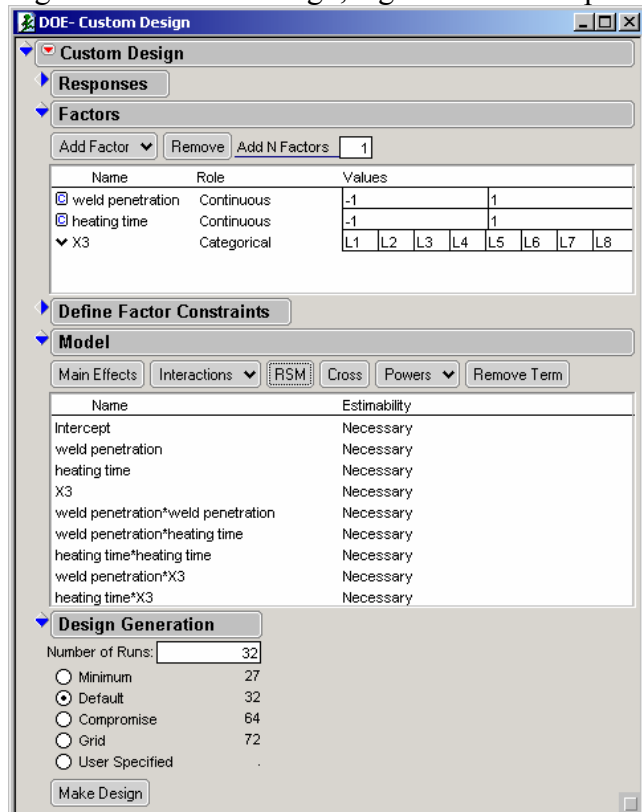 DOE- Custom Design
Custom Design
Responses
Factors
Add Factor Remove Add N Factors 1
Name Role Values
C weld penetration Continuous -1 1
C heating time Continuous -1 1
X3 Categorical L1 L2 L3 L4 L5 L6 L7 L8
Define Factor Constraints
Model
Main Effects Interactions RSM Cross Powers Remove Term
Name Estimability
Intercept Necessary
weld penetration Necessary
heating time Necessary
X3 Necessary
weld penetration*weld penetration Necessary
weld penetration*heating time Necessary
heating time*heating time Necessary
weld penetration*X3 Necessary
heating time*X3 Necessary
Design Generation
Number of Runs: 32
Minimum 27
Default 32
Compromise 64
Grid 72
User Specified .
Make Design